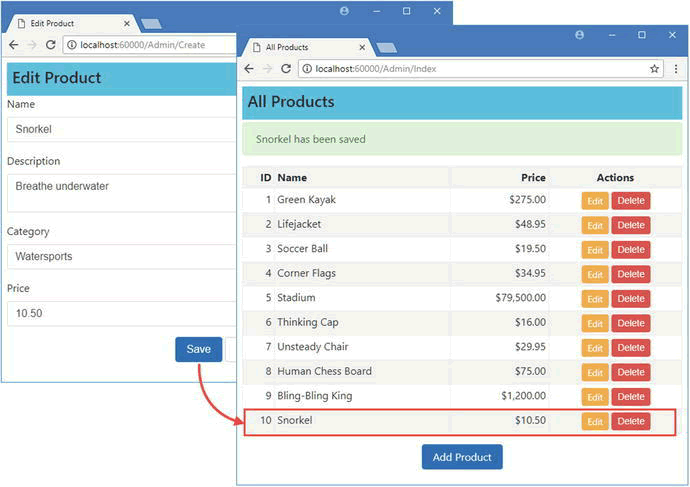 Edit Product
localhost:60000/Admin/Create
Edit Product
Name
Snorkel
Description
Breathe underwater
Category
Watersports
Price
10.50
Save
All Products
localhost:60000/Admin/Index
All Products
Snorkel has been saved
ID Name Price Actions
1 Green Kayak $275.00 Edit Delete
2 Lifejacket $48.95 Edit Delete
3 Soccer Ball $19.50 Edit Delete
4 Corner Flags $34.95 Edit Delete
5 Stadium $79,500.00 Edit Delete
6 Thinking Cap $16.00 Edit Delete
7 Unsteady Chair $29.95 Edit Delete
8 Human Chess Board $75.00 Edit Delete
9 Bling-Bling King $1,200.00 Edit Delete
10 Snorkel $10.50 Edit Delete
Add Product